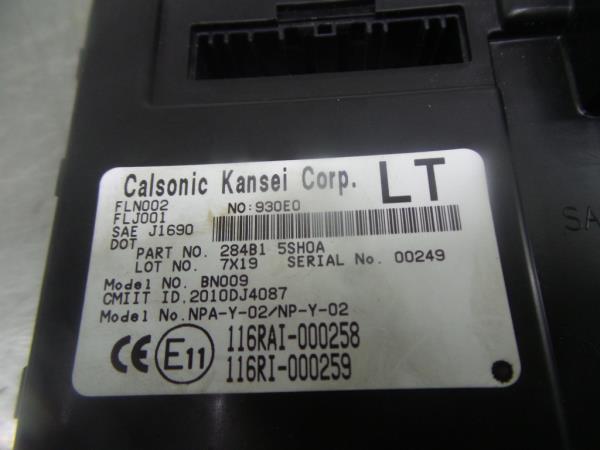 Calsonic Kansei Corp. LT
FLN002 NO:930E0
FLJ001
SAE J1690
DOT
PART NO. 284B1 5SH0A
LOT NO. 7X19 SERIAL No. 00249
Model No. BN009
CMIIT ID.2010DJ4087
Model No.NPA-Y-02/NP-Y-02
CE E11 116RAI-000258
116RI-000259
SA